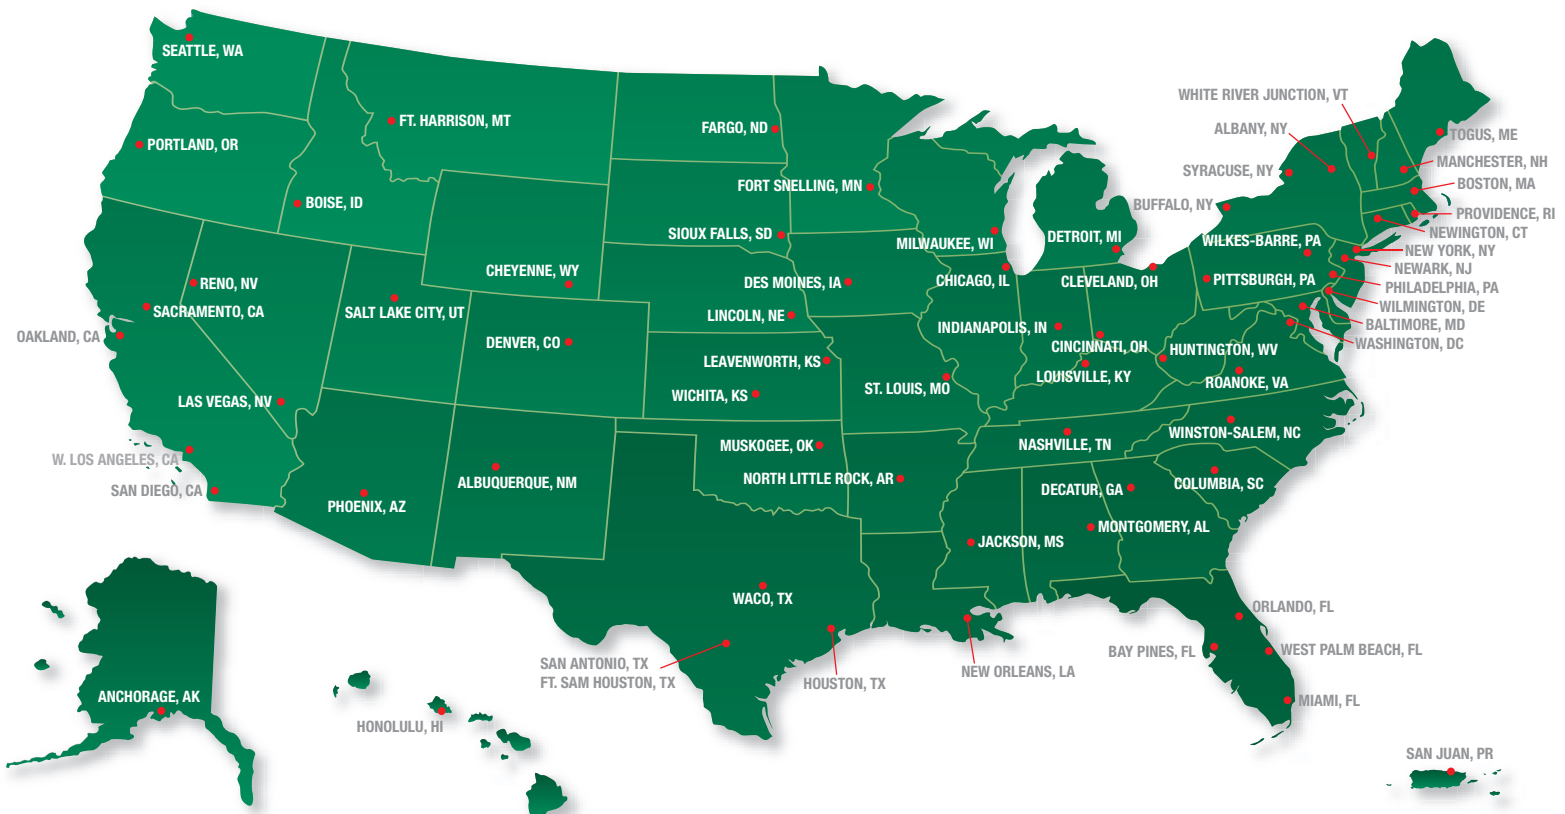 SEATTLE, WA
PORTLAND, OR
FT. HARRISON, MT
BOISE, ID
FARGO, ND
FORT SNELLING, MN
SIOUX FALLS, SD
MILWAUKEE, WI
DETROIT, MI
WHITE RIVER JUNCTION, VT
ALBANY, NY
SYRACUSE, NY
BUFFALO, NY
TOGUS, ME
MANCHESTER, NH
BOSTON, MA
PROVIDENCE, RI
NEWINGTON, CT
NEW YORK, NY
NEWARK, NJ
PHILADELPHIA, PA
WILMINGTON, DE
BALTIMORE, MD
WASHINGTON, DC
WILKES-BARRE, PA
PITTSBURGH, PA
CLEVELAND, OH
CHICAGO, IL
RENO, NV
SACRAMENTO, CA
OAKLAND, CA
CHEYENNE, WY
SALT LAKE CITY, UT
DES MOINES, IA
LINCOLN, NE
DENVER, CO
INDIANAPOLIS, IN
CINCINNATI, OH
LOUISVILLE, KY
HUNTINGTON, WV
ROANOKE, VA
LEAVENWORTH, KS
WICHITA, KS
ST. LOUIS, MO
LAS VEGAS, NV
W. LOS ANGELES, CA
SAN DIEGO, CA
PHOENIX, AZ
ALBUQUERQUE, NM
MUSKOGEE, OK
NORTH LITTLE ROCK, AR
NASHVILLE, TN
WINSTON-SALEM, NC
COLUMBIA, SC
DECATUR, GA
MONTGOMERY, AL
JACKSON, MS
WACO, TX
SAN ANTONIO, TX
FT. SAM HOUSTON, TX
HOUSTON, TX
NEW ORLEANS, LA
ORLANDO, FL
BAY PINES, FL
WEST PALM BEACH, FL
MIAMI, FL
ANCHORAGE, AK
HONOLULU, HI
SAN JUAN, PR